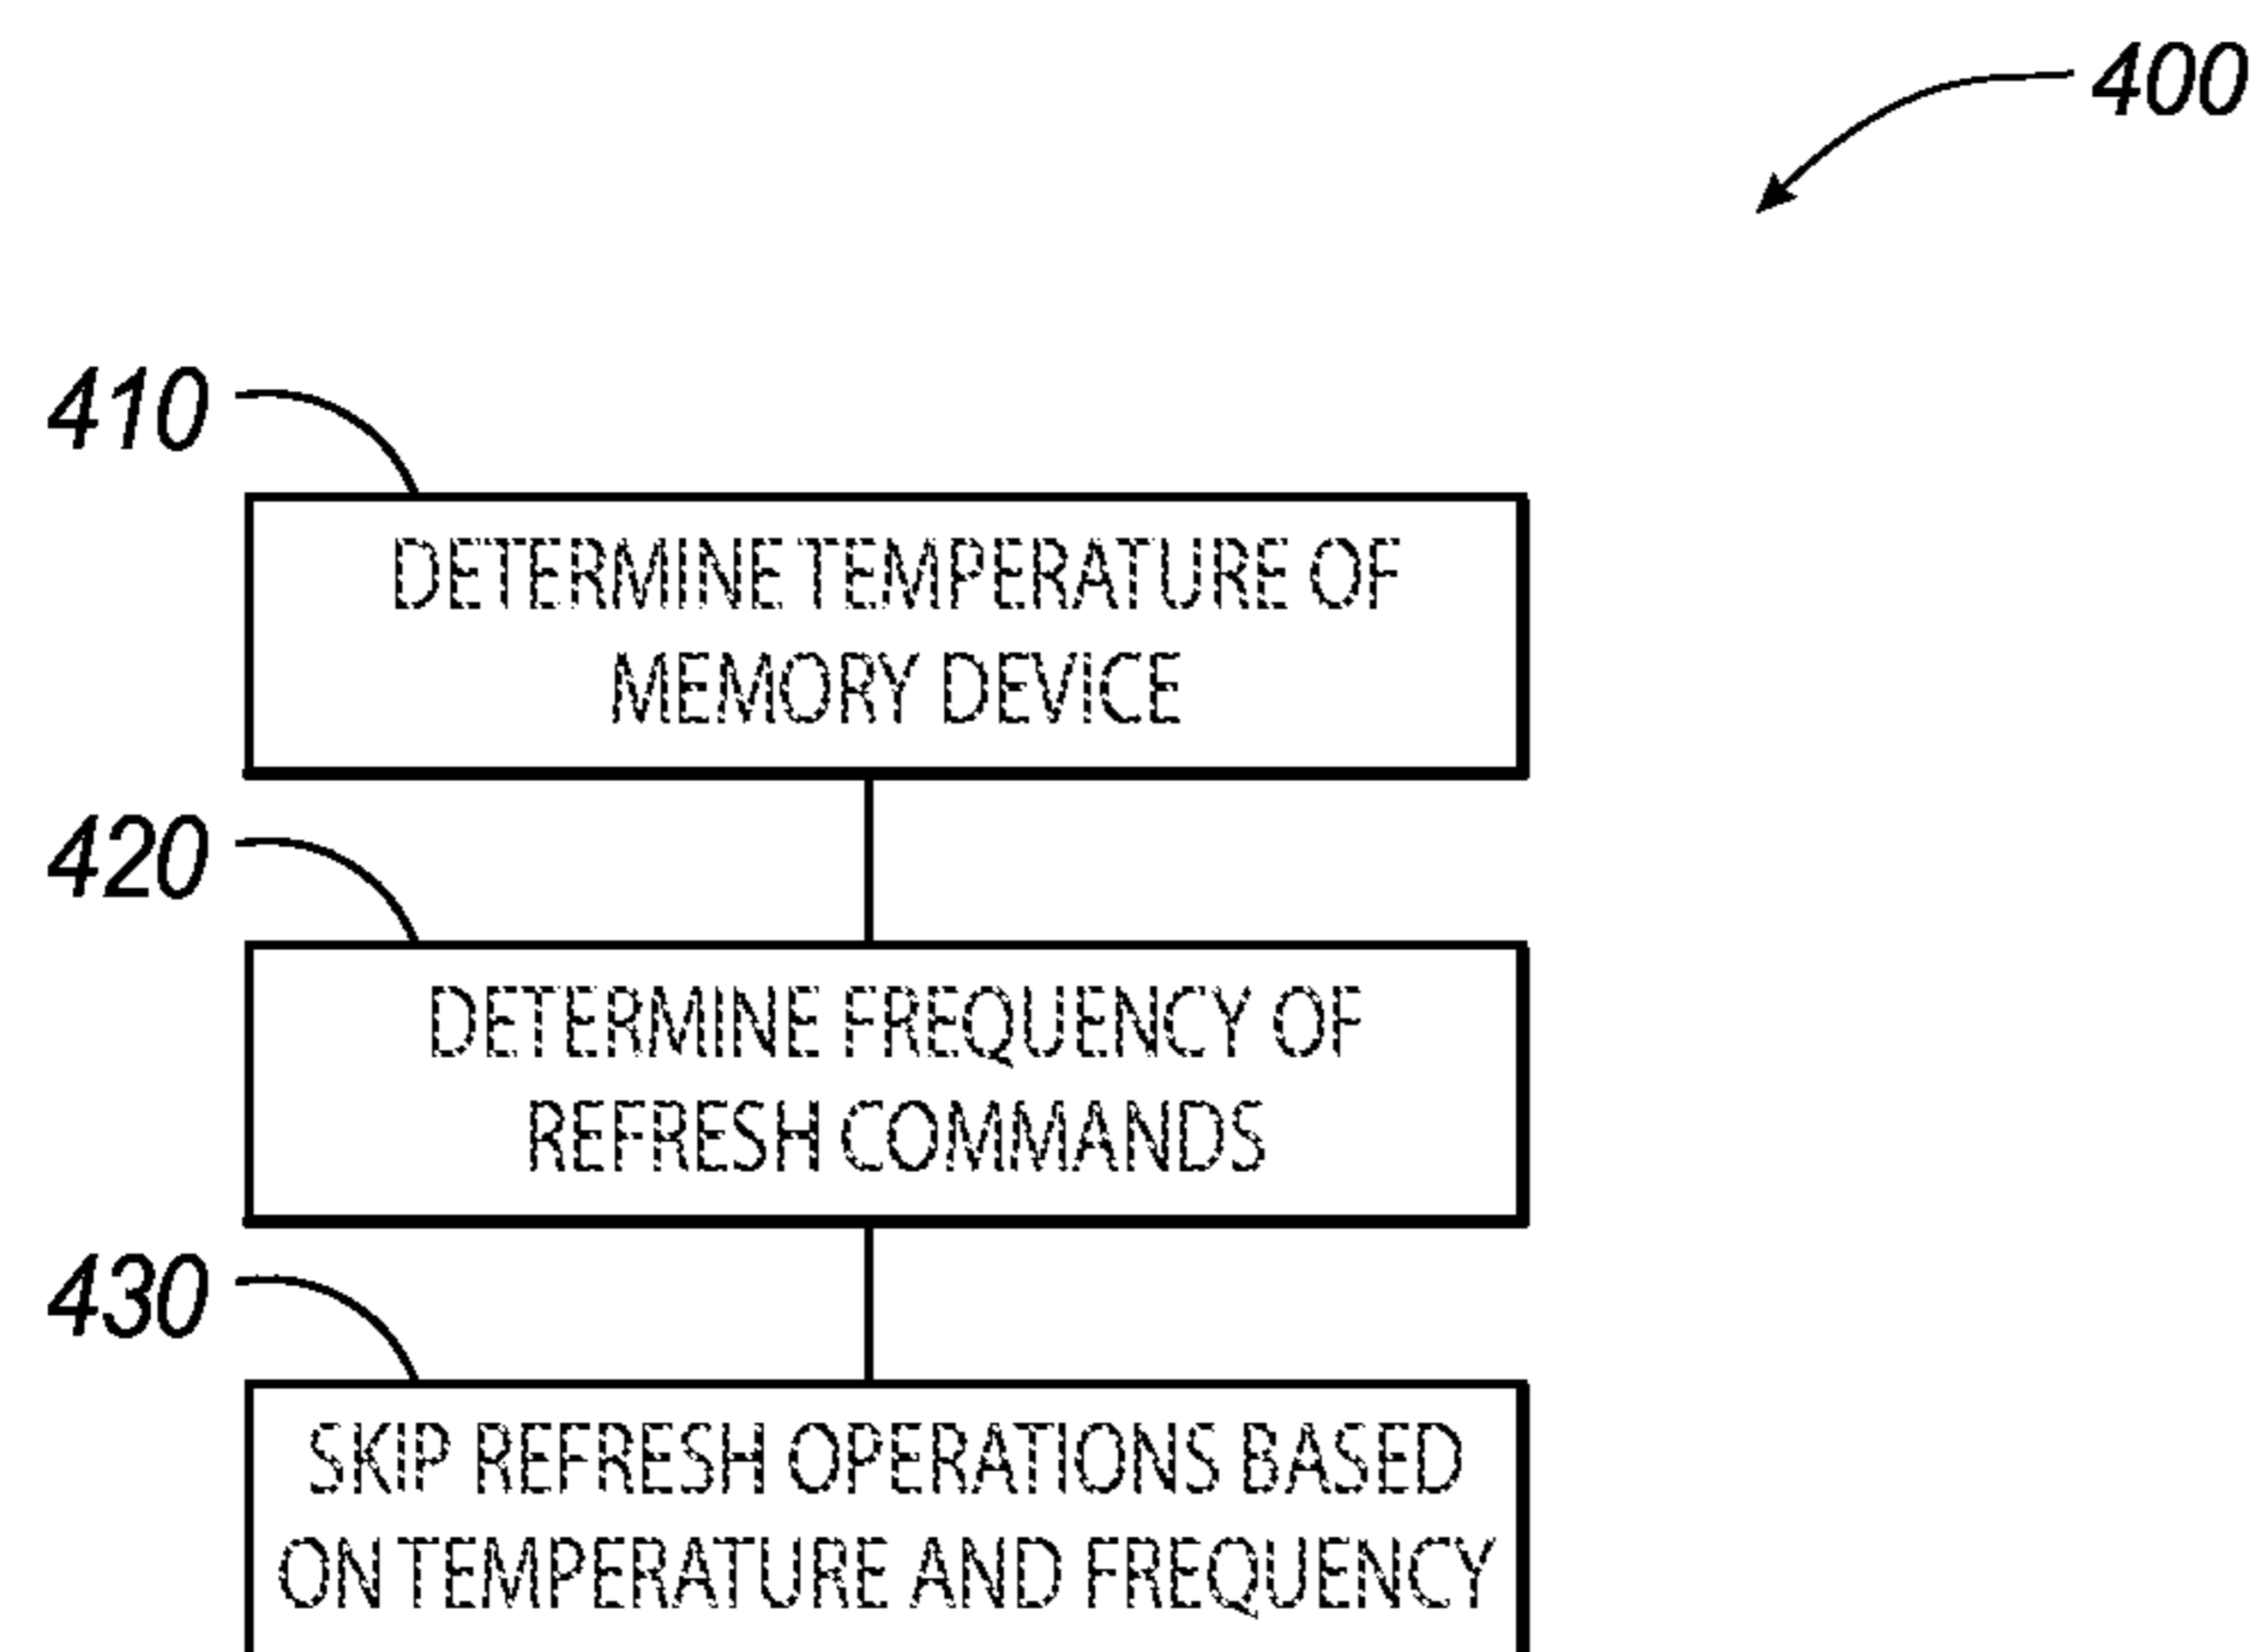 400
410
DETERMINE TEMPERATURE OF
MEMORY DEVICE
420
DETERMINE FREQUENCY OF
REFRESH COMMANDS
430
SKIP REFRESH OPERATIONS BASED
ON TEMPERATURE AND FREQUENCY